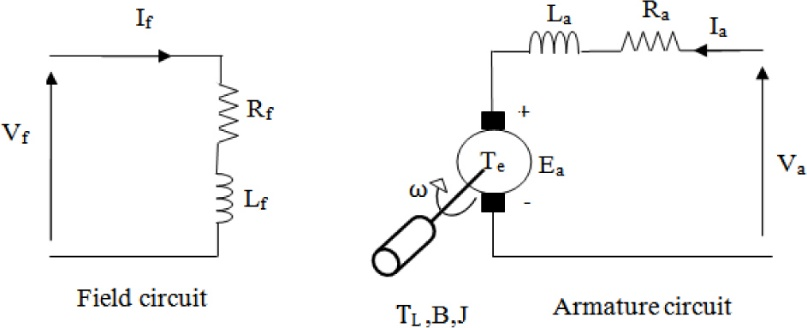 If
Rf
Vf
Lf
Field circuit
La
Ra
Ia
+
Te
Ea
Va
ω
-
TL ,B,J
Armature circuit